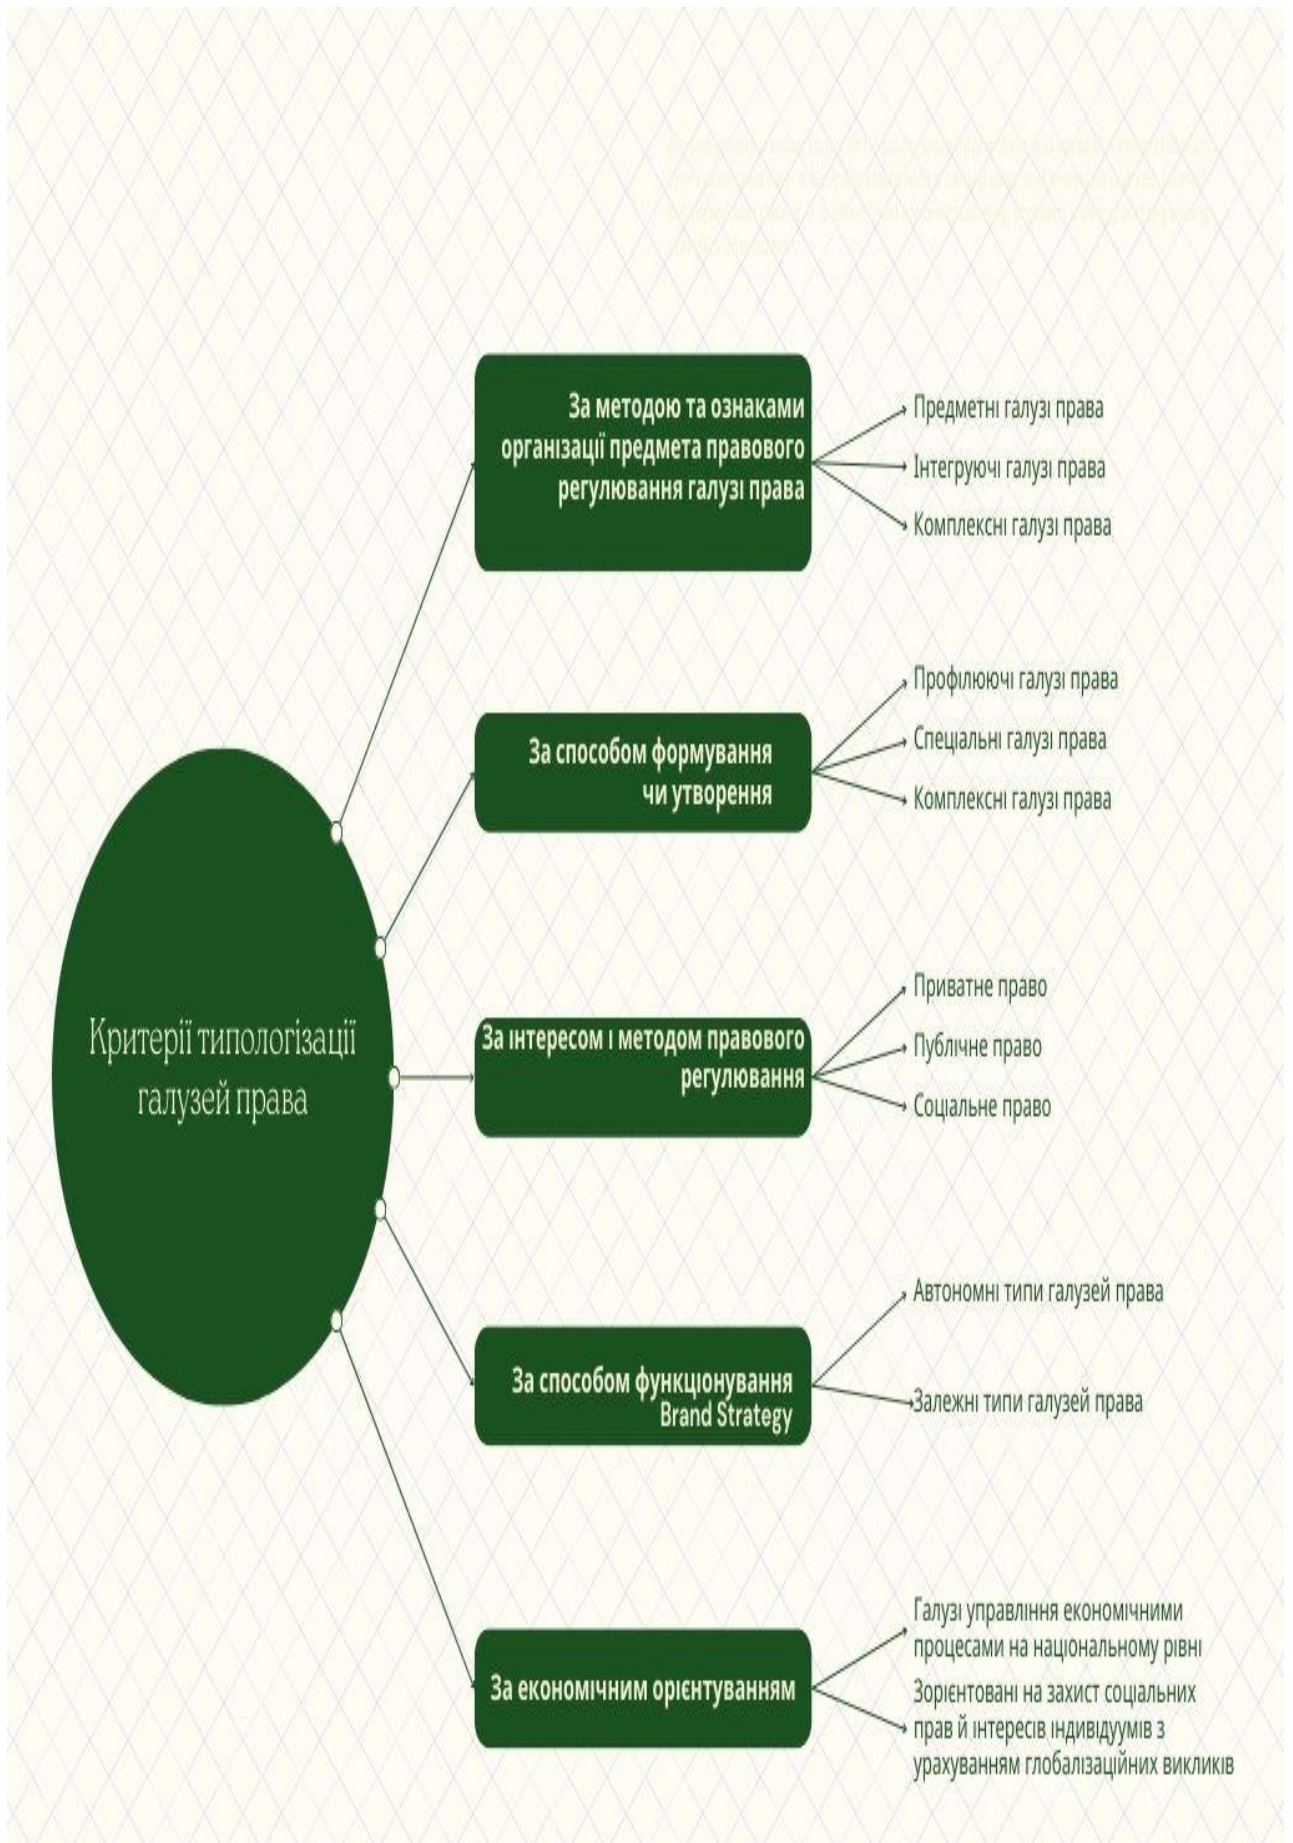 Критерії типологізації
галузей права
За методою та ознаками
організації предмета правового
регулювання галузі права
Предметні галузі права
Інтегруючі галузі права
Комплексні галузі права
За способом формування
чи утворення
Профілюючі галузі права
Спеціальні галузі права
Комплексні галузі права
За інтересом і методом правового
регулювання
Приватне право
Публічне право
Соціальне право
За способом функціонування
Brand Strategy
Автономні типи галузей права
Залежні типи галузей права
За економічним орієнтуванням
Галузі управління економічними
процесами на національному рівні
Зорієнтовані на захист соціальних
прав й інтересів індивідуумів з
урахуванням глобалізаційних викликів